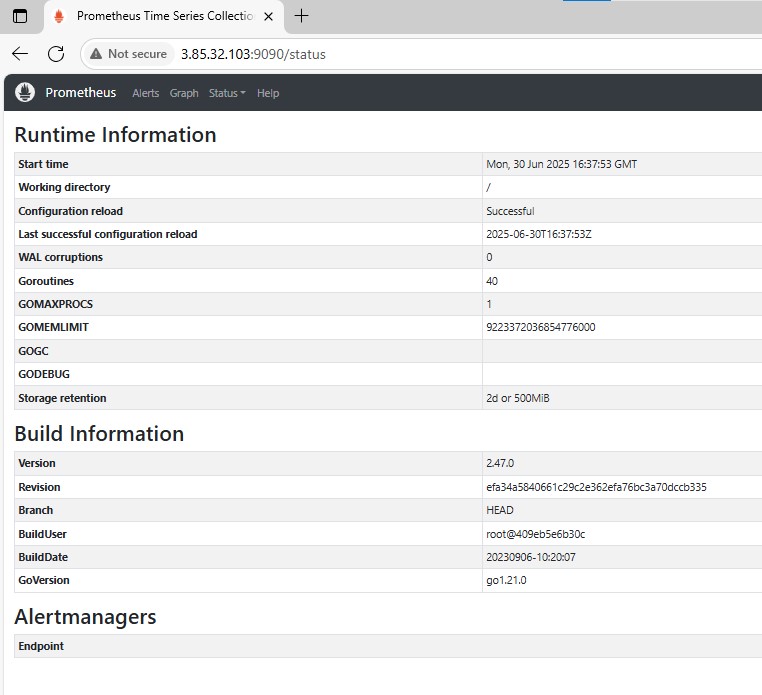 Prometheus Time Series Collectio
Not secure 3.85.32.103:9090/status
Prometheus Alerts Graph Status Help
Runtime Information
Start time Mon, 30 Jun 2025 16:37:53 GMT
Working directory /
Configuration reload Successful
Last successful configuration reload 2025-06-30T16:37:53Z
WAL corruptions 0
Goroutines 40
GOMAXPROCS 1
GOMEMLIMIT 9223372036854776000
GOGC
GODEBUG
Storage retention 2d or 500MiB
Build Information
Version 2.47.0
Revision efa34a5840661c29c2e362efa76bc3a70dccb335
Branch HEAD
BuildUser root@409eb5e6b30c
BuildDate 20230906-10:20:07
GoVersion go1.21.0
Alertmanagers
Endpoint